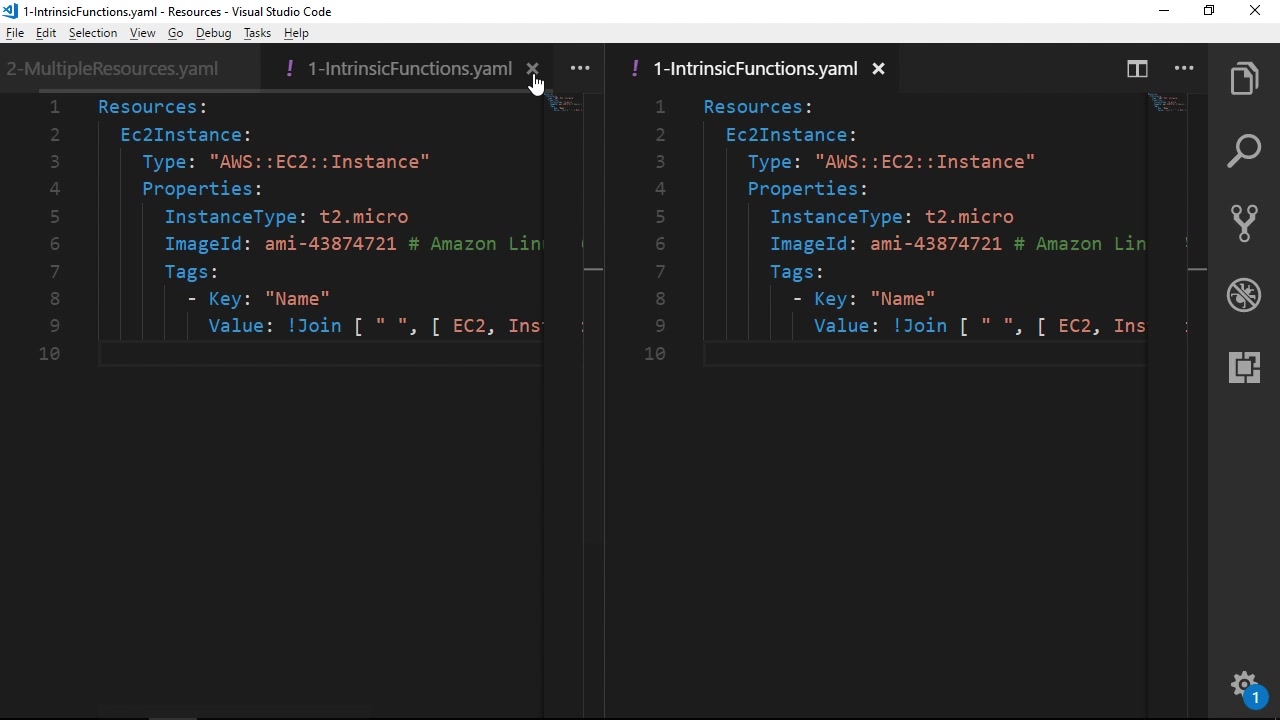 1-IntrinsicFunctions.yaml - Resources - Visual Studio Code
File Edit Selection View Go Debug Tasks Help
2-MultipleResources.yaml ! 1-IntrinsicFunctions.yaml ! 1-IntrinsicFunctions.yaml
1 Resources:
2 Ec2Instance:
3 Type: "AWS::EC2::Instance"
4 Properties:
5 InstanceType: t2.micro
6 ImageId: ami-43874721 # Amazon Lin
7 Tags:
8 - Key: "Name"
9 Value: !Join [ " ", [ EC2, Ins
10
1 Resources:
2 Ec2Instance:
3 Type: "AWS::EC2::Instance"
4 Properties:
5 InstanceType: t2.micro
6 ImageId: ami-43874721 # Amazon Lin
7 Tags:
8 - Key: "Name"
9 Value: !Join [ " ", [ EC2, Ins
10
1